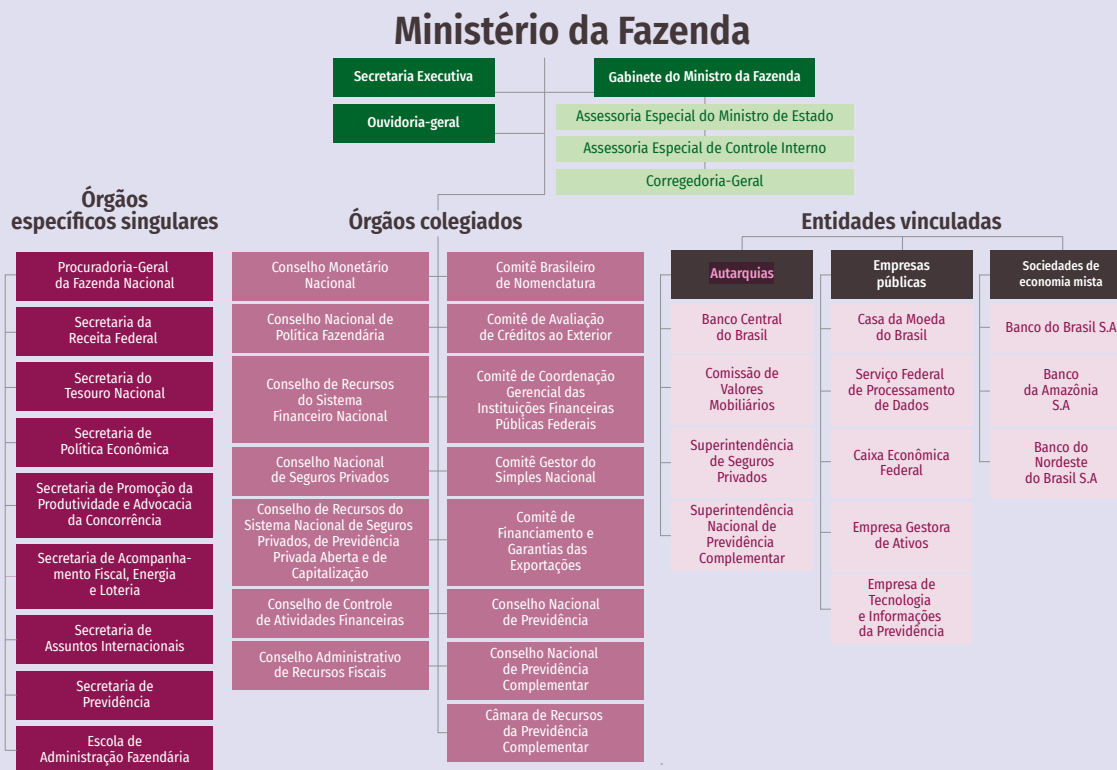 Ministério da Fazenda
Secretaria Executiva
Gabinete do Ministro da Fazenda
Ouvidoria-geral
Assessoria Especial do Ministro de Estado
Assessoria Especial de Controle Interno
Corregedoria-Geral
Órgãos
específicos singulares
Procuradoria-Geral
da Fazenda Nacional
Secretaria da
Receita Federal
Secretaria do
Tesouro Nacional
Secretaria de
Política Econômica
Secretaria de Promoção da
Produtividade e Advocacia
da Concorrência
Secretaria de Acompanha-
mento Fiscal, Energia
e Loteria
Secretaria de
Assuntos Internacionais
Secretaria de
Previdência
Escola de
Administração Fazendária
Órgãos colegiados
Conselho Monetário
Nacional
Conselho Nacional de
Política Fazendária
Conselho de Recursos
do Sistema
Financeiro Nacional
Conselho Nacional
de Seguros Privados
Conselho de Recursos do
Sistema Nacional de Seguros
Privados, de Previdência
Privada Aberta e de
Capitalização
Conselho de Controle
de Atividades Financeiras
Conselho Administrativo
de Recursos Fiscais
Comitê Brasileiro
de Nomenclatura
Comitê de Avaliação
de Créditos ao Exterior
Comitê de Coordenação
Gerencial das
Instituições Financeiras
Públicas Federais
Comitê Gestor do
Simples Nacional
Comitê de
Financiamento e
Garantias das
Exportações
Conselho Nacional
de Previdência
Conselho Nacional
de Previdência
Complementar
Câmara de Recursos
da Previdência
Complementar
Entidades vinculadas
Autarquias
Banco Central
do Brasil
Comissão de
Valores
Mobiliários
Superintendência
de Seguros
Privados
Superintendência
Nacional de
Previdência
Complementar
Empresas
públicas
Casa da Moeda
do Brasil
Serviço Federal
de Processamento
de Dados
Caixa Econômica
Federal
Empresa Gestora
de Ativos
Empresa de
Tecnologia
e Informações
da Previdência
Sociedades de
economia mista
Banco do Brasil S.A
Banco
da Amazônia
S.A
Banco do
Nordeste
do Brasil S.A